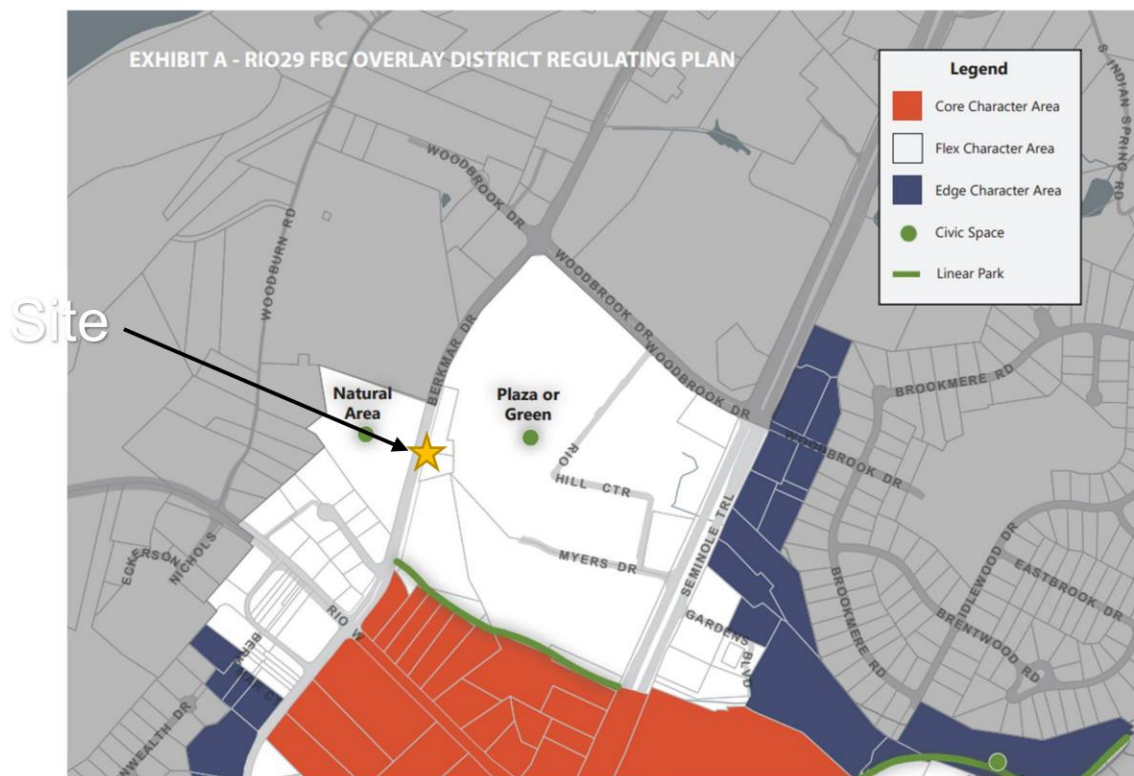 EXHIBIT A - RIO29 FBC OVERLAY DISTRICT REGULATING PLAN
Legend
Core Character Area
Flex Character Area
Edge Character Area
Civic Space
Linear Park
S INDIAN SPRING RD
WOODBROOK DR
WOODBURN RD
WOODBROOK DR
WOODBROOK DR
Site
BERKMAR DR
BROOKMERE RD
Natural
Area
Plaza or
Green
WOODBROOK DR
RIO
HILL CTR
SEMINOLE TRL
MYERS DR
NICHOLS
RIO W
IDLEWOOD DR
EASTBROOK DR
BRENTWOOD RD
BROOKMERE RD
GARDENS BLVD